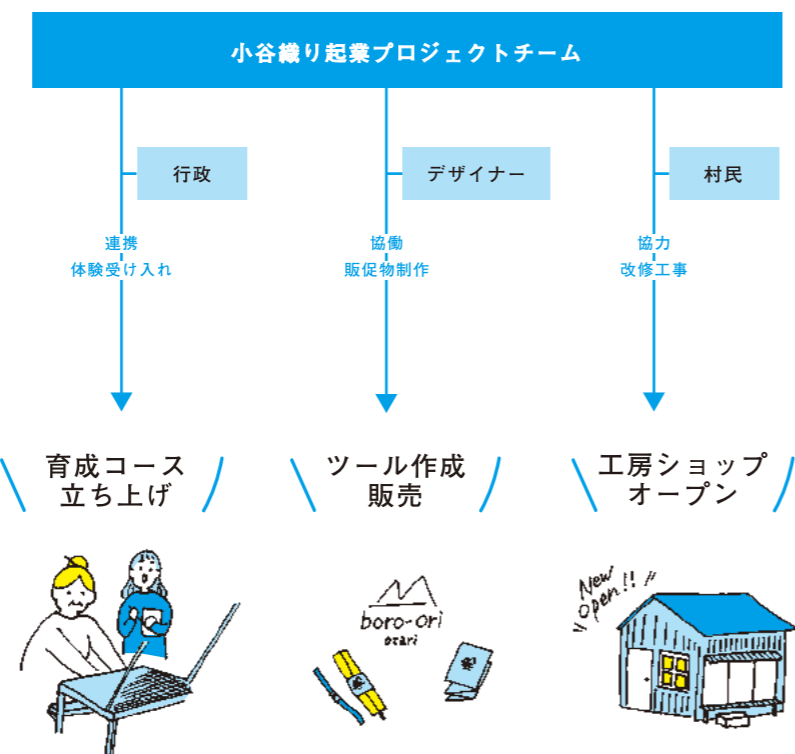 小谷織り起業プロジェクトチーム
行政
デザイナー
村民
連携
体験受け入れ
協働
販促物制作
協力
改修工事
育成コース
立ち上げ
ツール作成
販売
工房ショップ
オープン
boro-ori
otari
New
open!!